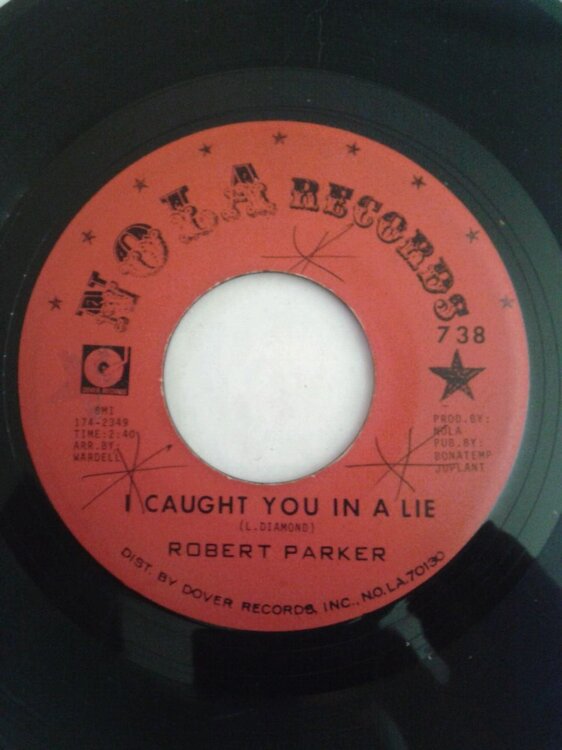 NOLA RECORDS
738
BMI
174-2349
TIME:2:40
ARR.BY:
WARDELL
PROD.BY:
NOLA
PUB.BY:
BONATEMP
JUPLANT
I CAUGHT YOU IN A LIE
(L.DIAMOND)
ROBERT PARKER
DIST. BY DOVER RECORDS, INC., N.O. LA. 70130